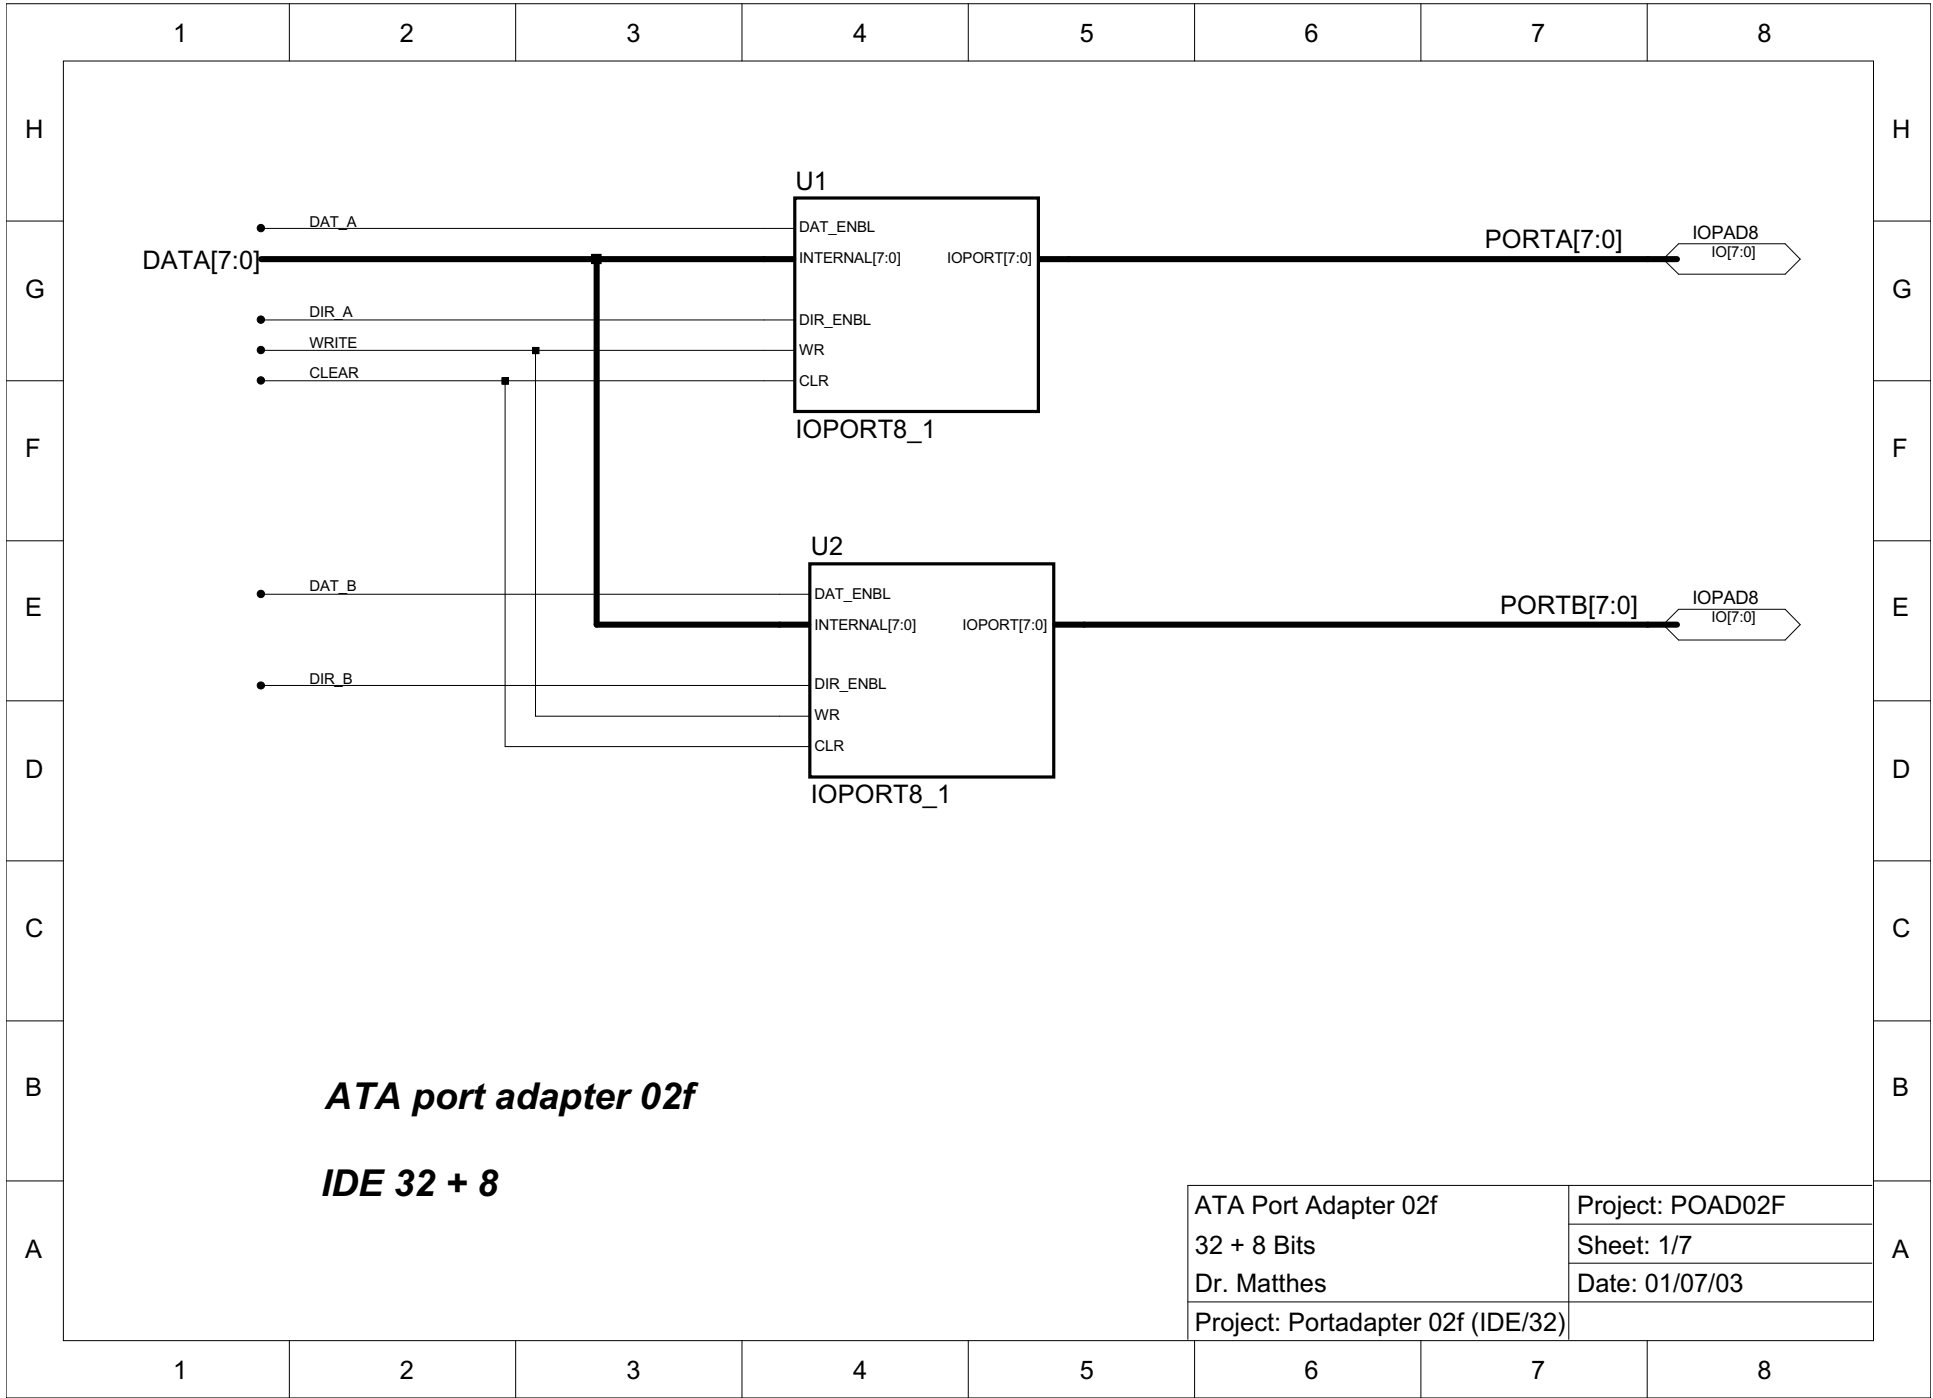 1 2 3 4 5 6 7 8
H H
U1
DAT_A DAT_ENBL
PORTA[7:0] IOPAD8
DATA[7:0] INTERNAL[7:0] IOPORT[7:0] IO[7:0]
G G
DIR_A DIR_ENBL
WRITE WR
CLEAR CLR
IOPORT8_1
F F
U2
DAT_B DAT_ENBL
PORTB[7:0] IOPAD8
E E
INTERNAL[7:0] IOPORT[7:0] IO[7:0]
DIR_B DIR_ENBL
WR
CLR
D D
IOPORT8_1
C C
B B
ATA port adapter 02f
IDE 32 + 8
ATA Port Adapter 02f Project: POAD02F
32 + 8 Bits Sheet: 1/7
A A
Dr. Matthes Date: 01/07/03
Project: Portadapter 02f (IDE/32)
1 2 3 4 5 6 7 8